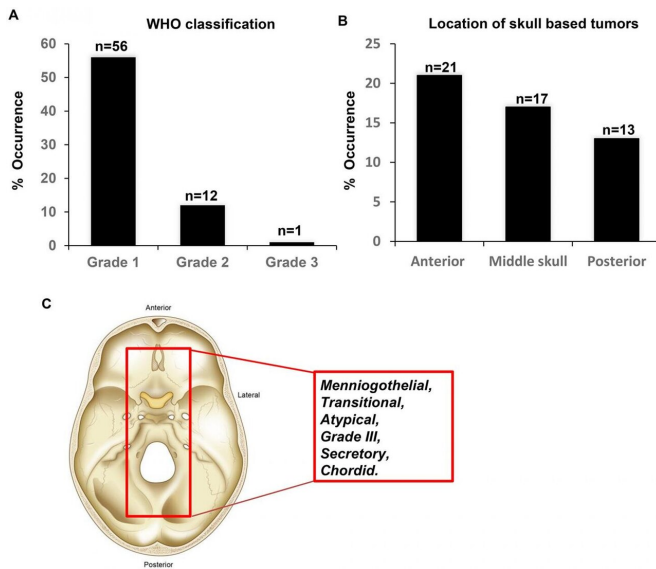 A
WHO classification
% Occurrence
60
50
40
30
20
10
0
n=56
n=12
n=1
Grade 1
Grade 2
Grade 3
B
Location of skull based tumors
% Occurrence
25
20
15
10
5
0
n=21
n=17
n=13
Anterior
Middle skull
Posterior
C
Anterior
Lateral
Posterior
Menniogothelial,
Transitional,
Atypical,
Grade III,
Secretory,
Chordid.